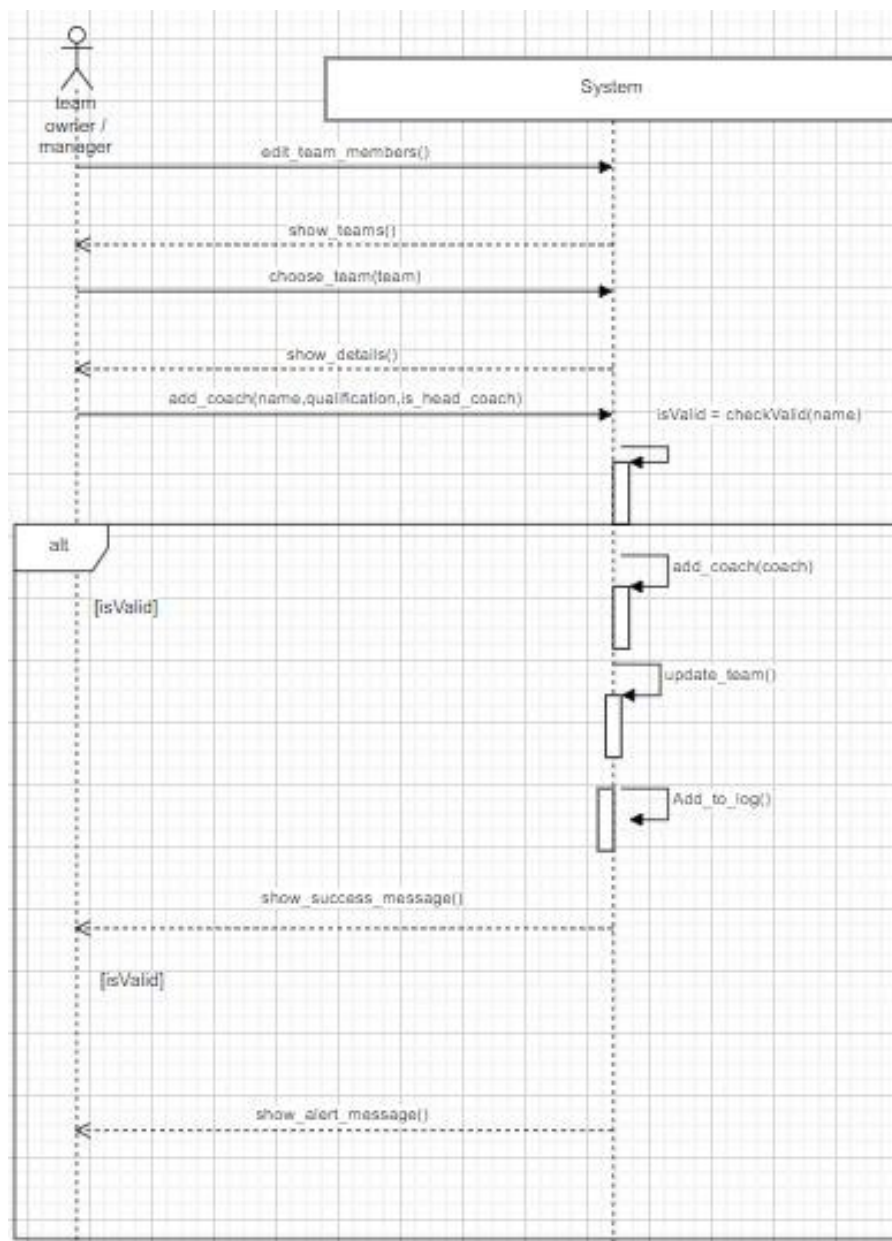 team
owner /
manager
System
edit_team_members()
show_teams()
choose_team(team)
show_details()
add_coach(name,qualification,is_head_coach)
isValid = checkValid(name)
alt
add_coach(coach)
[isValid]
update_team()
Add_to_log()
show_success_message()
[isValid]
show_alert_message()